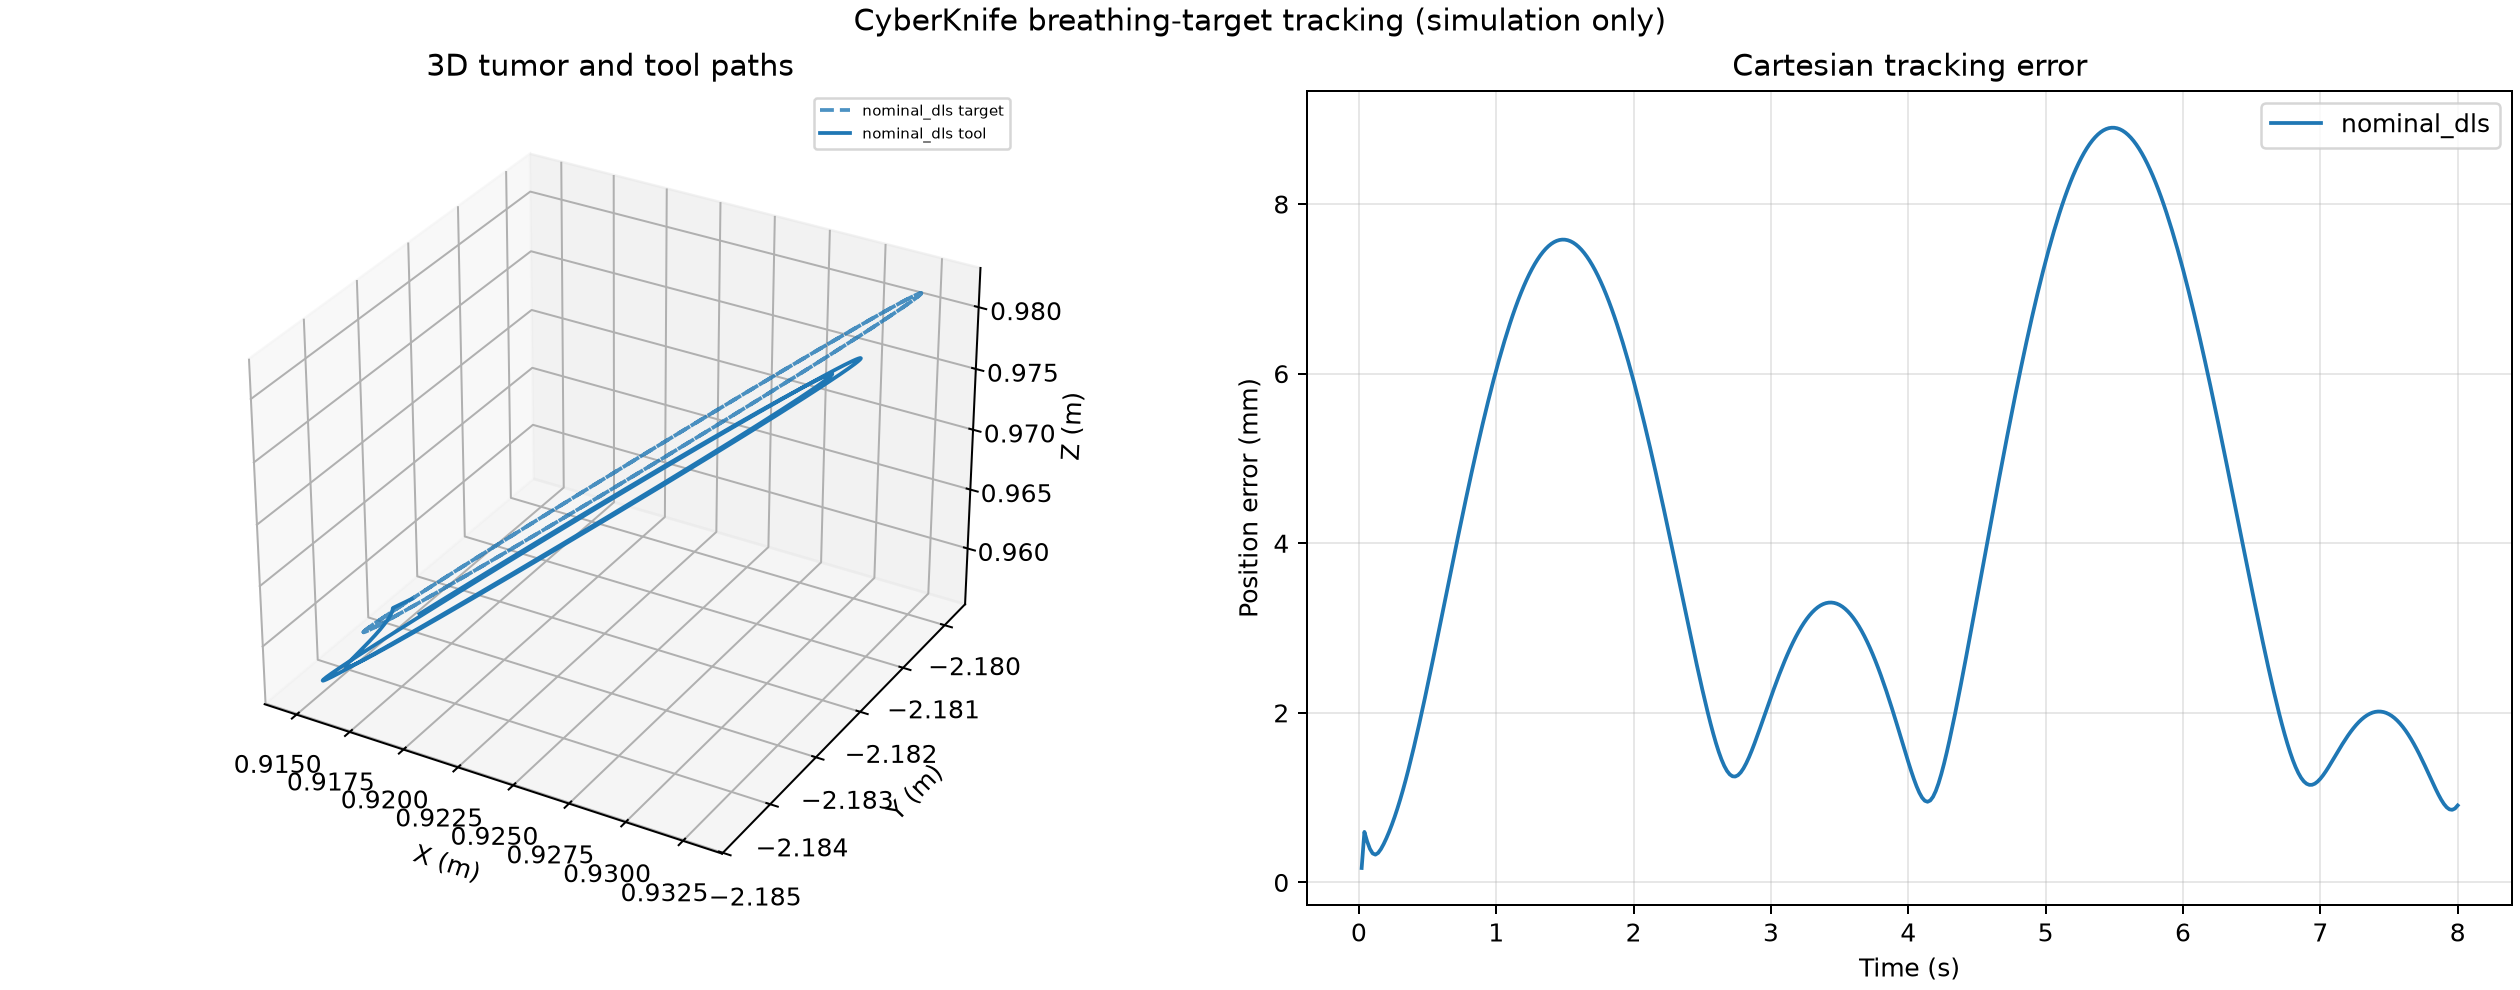 CyberKnife breathing-target tracking (simulation only)
3D tumor and tool paths
nominal_dls target
nominal_dls tool
0.980
0.975
0.970
0.965
0.960
Z (m)
−2.180
−2.181
−2.182
−2.183
−2.184
−2.185
Y (m)
0.9150
0.9175
0.9200
0.9225
0.9250
0.9275
0.9300
0.9325
X (m)
Cartesian tracking error
nominal_dls
8
6
4
2
0
Position error (mm)
0 1 2 3 4 5 6 7 8
Time (s)